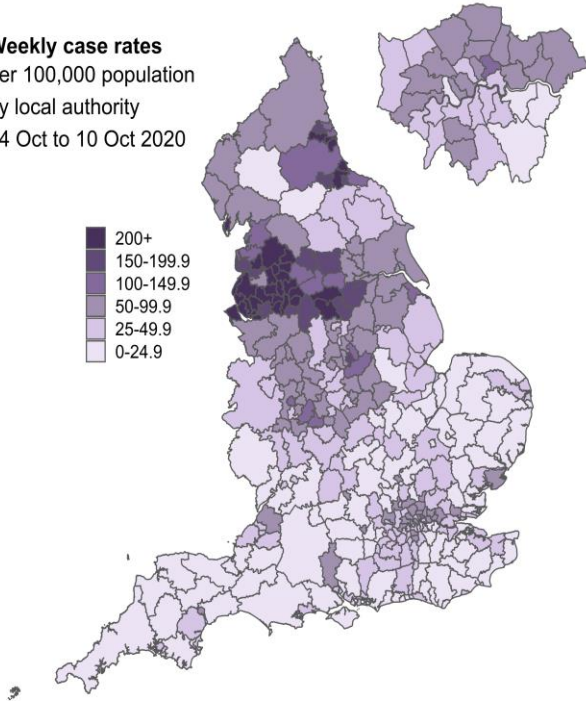 Weekly case rates
er 100,000 population
y local authority
4 Oct to 10 Oct 2020
200+
150-199.9
100-149.9
50-99.9
25-49.9
0-24.9